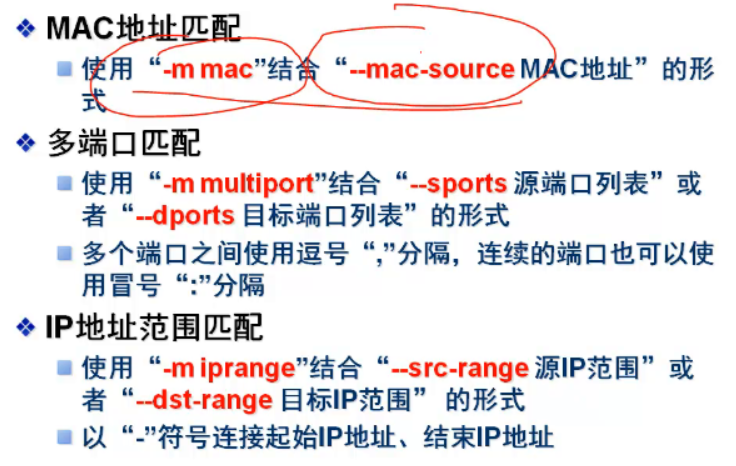 MAC地址匹配
使用“-m mac”结合“--mac-source MAC地址”的形
式
多端口匹配
使用“-m multiport”结合“--sports 源端口列表”或
者“--dports 目标端口列表”的形式
多个端口之间使用逗号“,”分隔，连续的端口也可以使
用冒号“:”分隔
IP地址范围匹配
使用“-m iprange”结合“--src-range 源IP范围”或
者“--dst-range 目标IP范围” 的形式
以“-”符号连接起始IP地址、结束IP地址